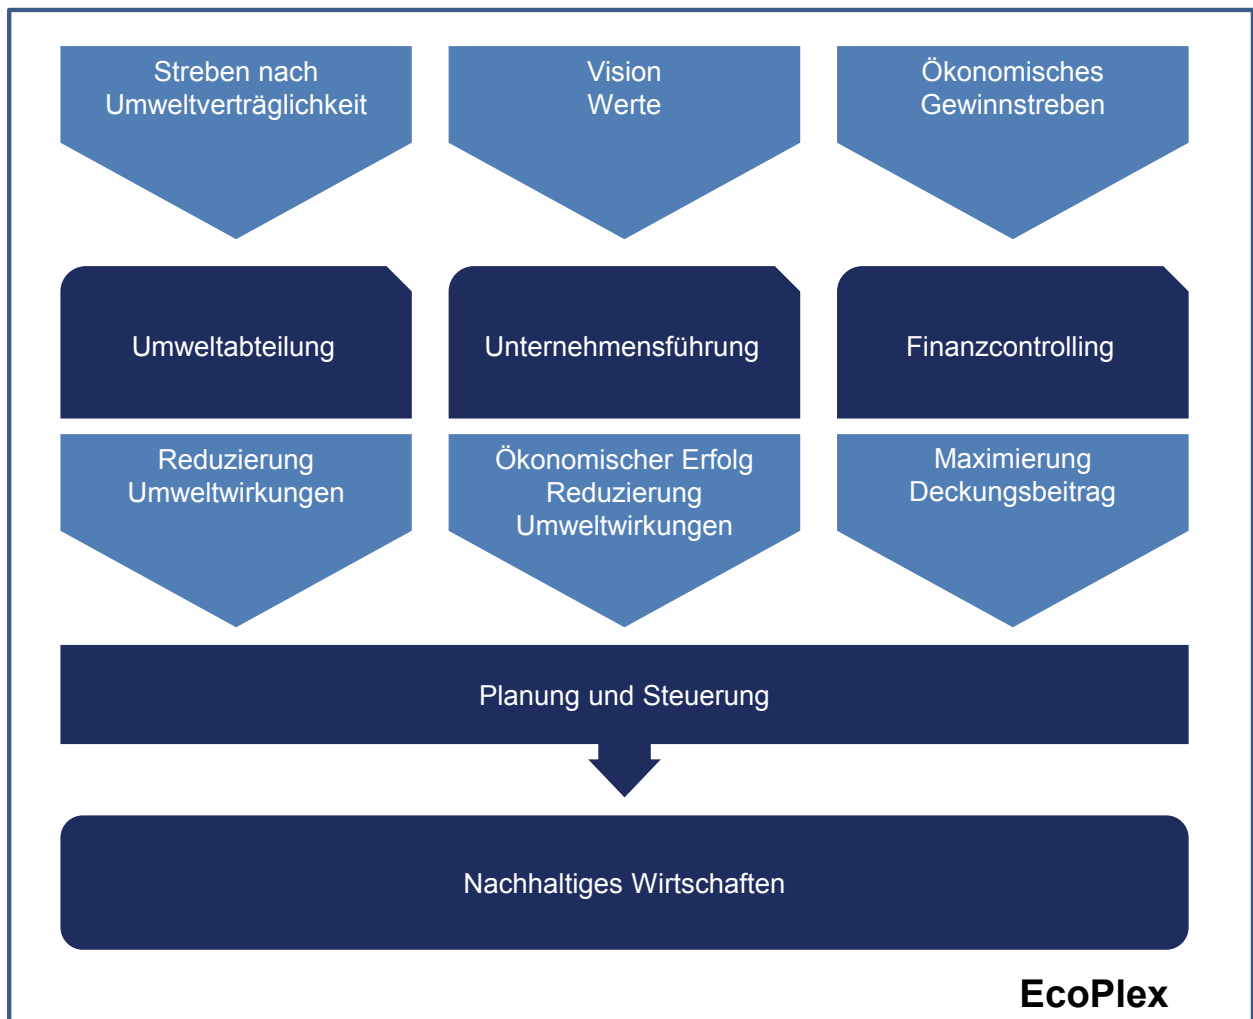 Streben nach
Umweltverträglichkeit
Vision
Werte
Ökonomisches
Gewinnstreben
Umweltabteilung
Unternehmensführung
Finanzcontrolling
Reduzierung
Umweltwirkungen
Ökonomischer Erfolg
Reduzierung
Umweltwirkungen
Maximierung
Deckungsbeitrag
Planung und Steuerung
Nachhaltiges Wirtschaften
EcoPlex